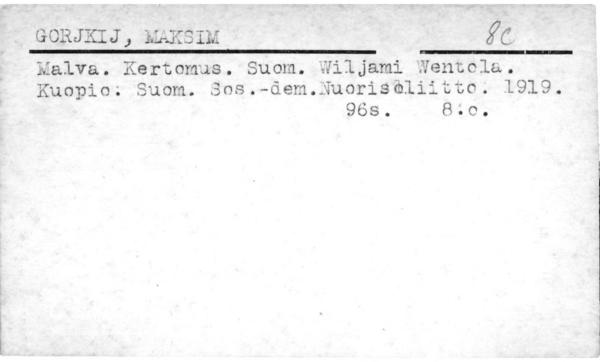 GORJKIJ, MAKSIM 8c
Malva. Kertomus. Suom. Wiljami Wentola.
Kuopio: Suom. Sos.-dem.Nuorisoliitto. 1919.
96s. 8:o.